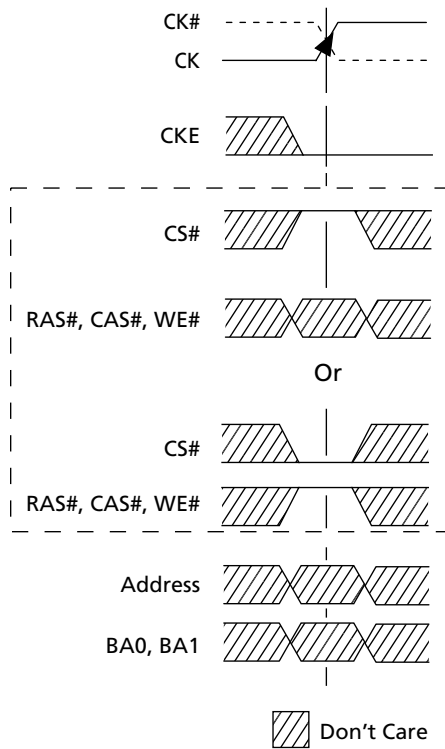 CK#
CK
CKE
CS#
RAS#, CAS#, WE#
Or
CS#
RAS#, CAS#, WE#
Address
BA0, BA1
Don't Care